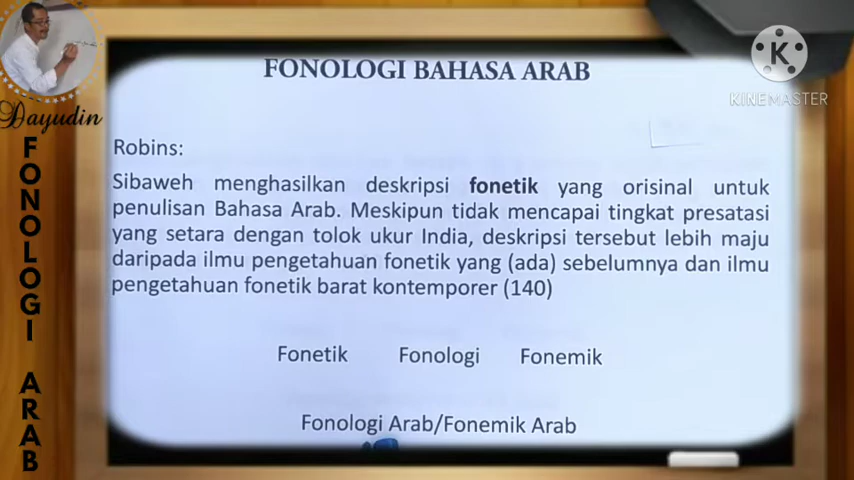 FONOLOGI BAHASA ARAB
KINEMASTER
Dayudin
FONOLOGI ARAB
Robins:
Sibaweh menghasilkan deskripsi fonetik yang orisinal untuk
penulisan Bahasa Arab. Meskipun tidak mencapai tingkat presatasi
yang setara dengan tolok ukur India, deskripsi tersebut lebih maju
daripada ilmu pengetahuan fonetik yang (ada) sebelumnya dan ilmu
pengetahuan fonetik barat kontemporer (140)
Fonetik Fonologi Fonemik
Fonologi Arab/Fonemik Arab